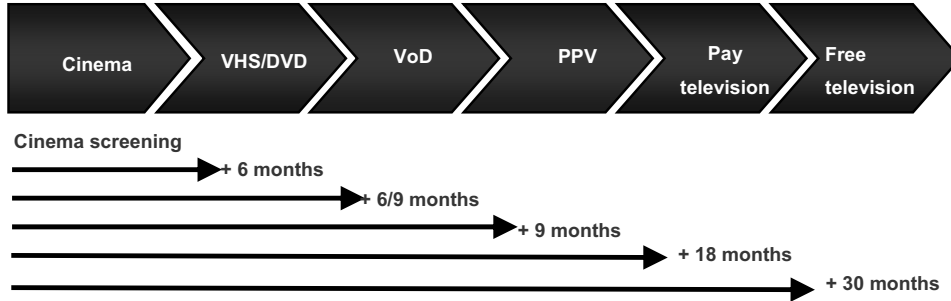 Cinema
VHS/DVD
VoD
PPV
Pay
television
Free
television
Cinema screening
+ 6 months
+ 6/9 months
+ 9 months
+ 18 months
+ 30 months